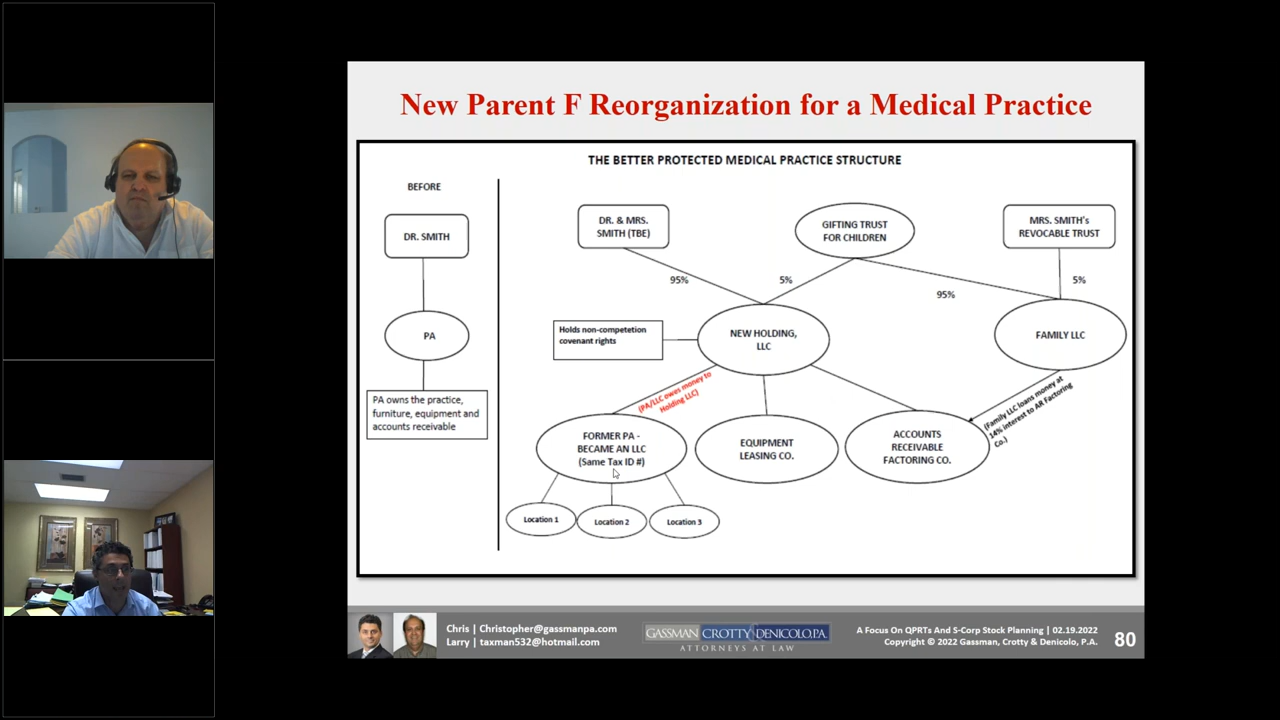 New Parent F Reorganization for a Medical Practice
THE BETTER PROTECTED MEDICAL PRACTICE STRUCTURE
BEFORE
DR. SMITH
PA
PA owns the practice,
furniture, equipment and
accounts receivable
DR. & MRS.
SMITH (TBE)
GIFTING TRUST
FOR CHILDREN
MRS. SMITH's
REVOCABLE TRUST
95%
5%
95%
5%
Holds non-competetion
covenant rights
NEW HOLDING,
LLC
FAMILY LLC
(PA/LLC owes money to
Holding LLC)
(Family LLC loans money at
14% interest to AR Factoring
Co.)
FORMER PA -
BECAME AN LLC
(Same Tax ID #)
EQUIPMENT
LEASING CO.
ACCOUNTS
RECEIVABLE
FACTORING CO.
Location 1
Location 2
Location 3
Chris | Christopher@gassmanpa.com
Larry | taxman532@hotmail.com
GASSMAN CROTTY DENICOLO, P.A.
ATTORNEYS AT LAW
A Focus On QPRTs And S-Corp Stock Planning | 02.19.2022
Copyright © 2022 Gassman, Crotty & Denicolo, P.A.
80